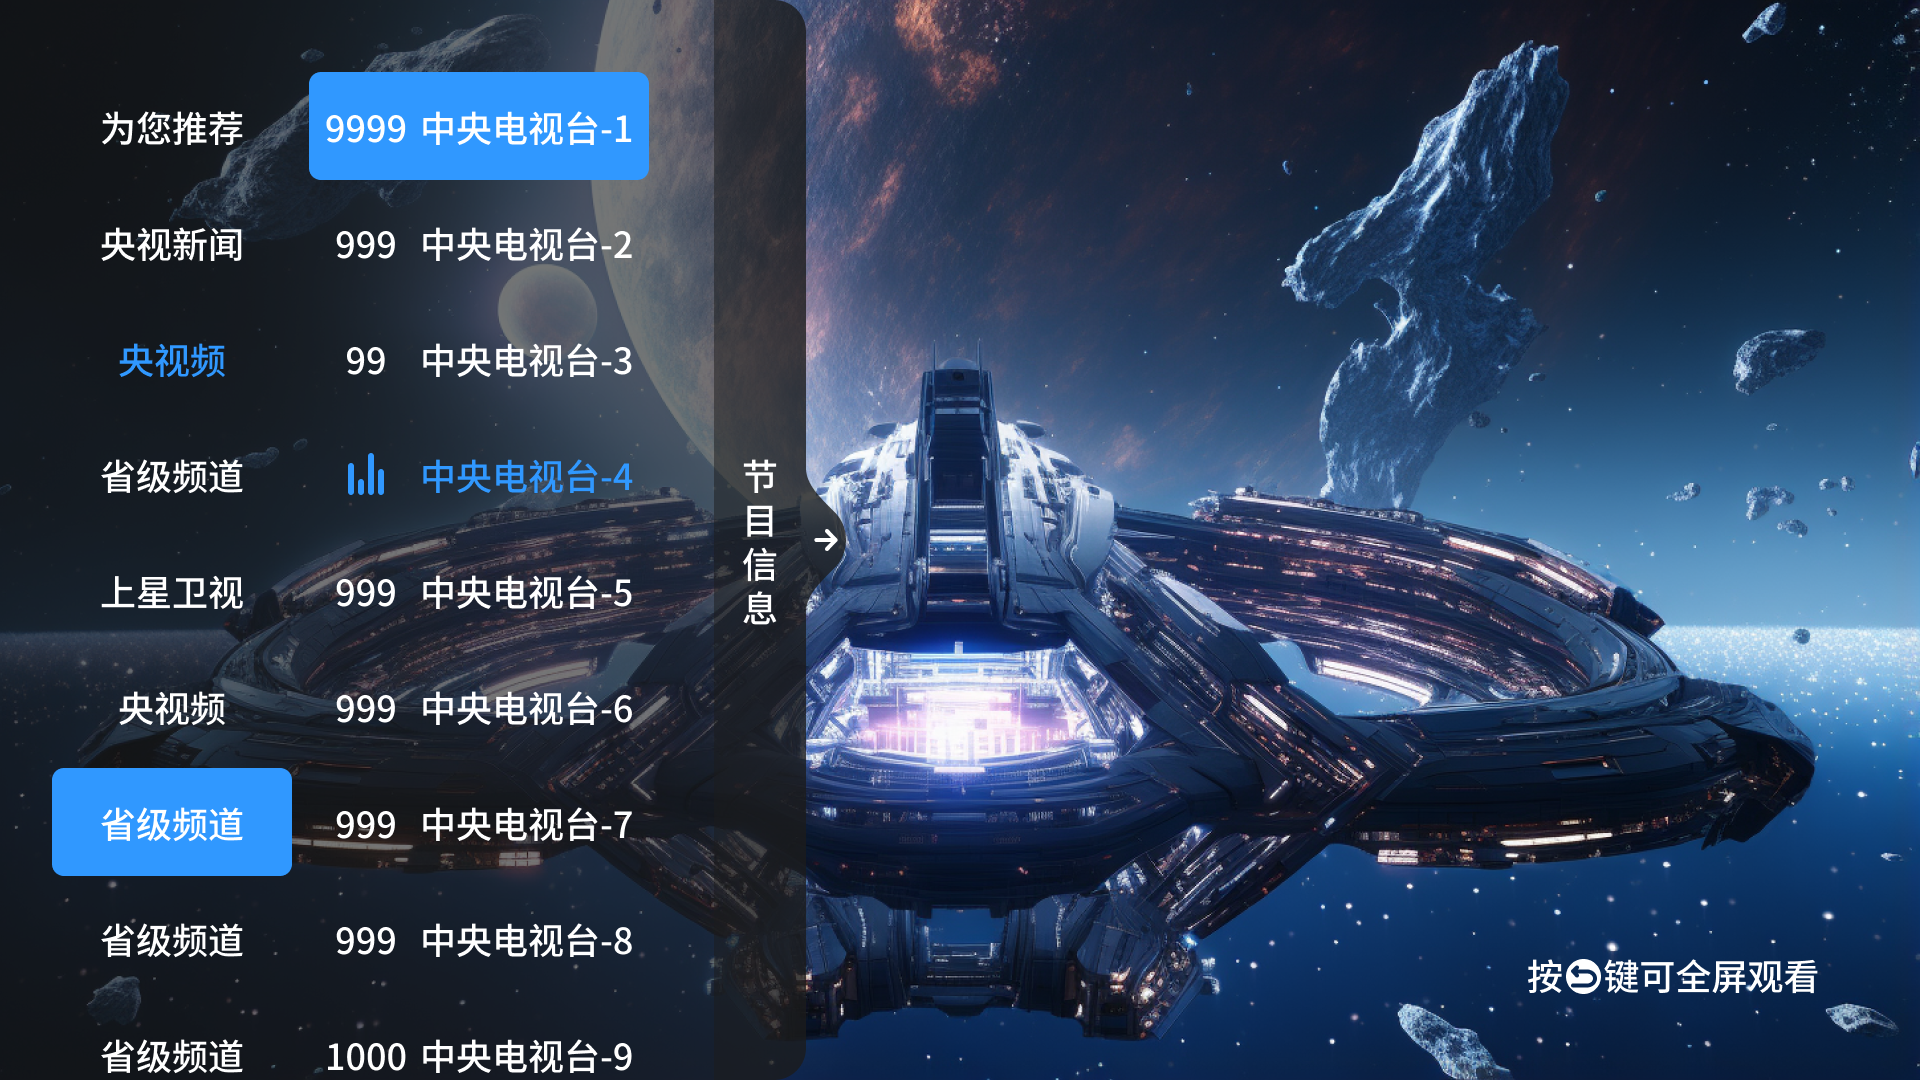 为您推荐 9999 中央电视台-1
央视新闻 999 中央电视台-2
央视频 99 中央电视台-3
省级频道 中央电视台-4
上星卫视 999 中央电视台-5
央视频 999 中央电视台-6
省级频道 999 中央电视台-7
省级频道 999 中央电视台-8
省级频道 1000 中央电视台-9
节目信息
按键可全屏观看